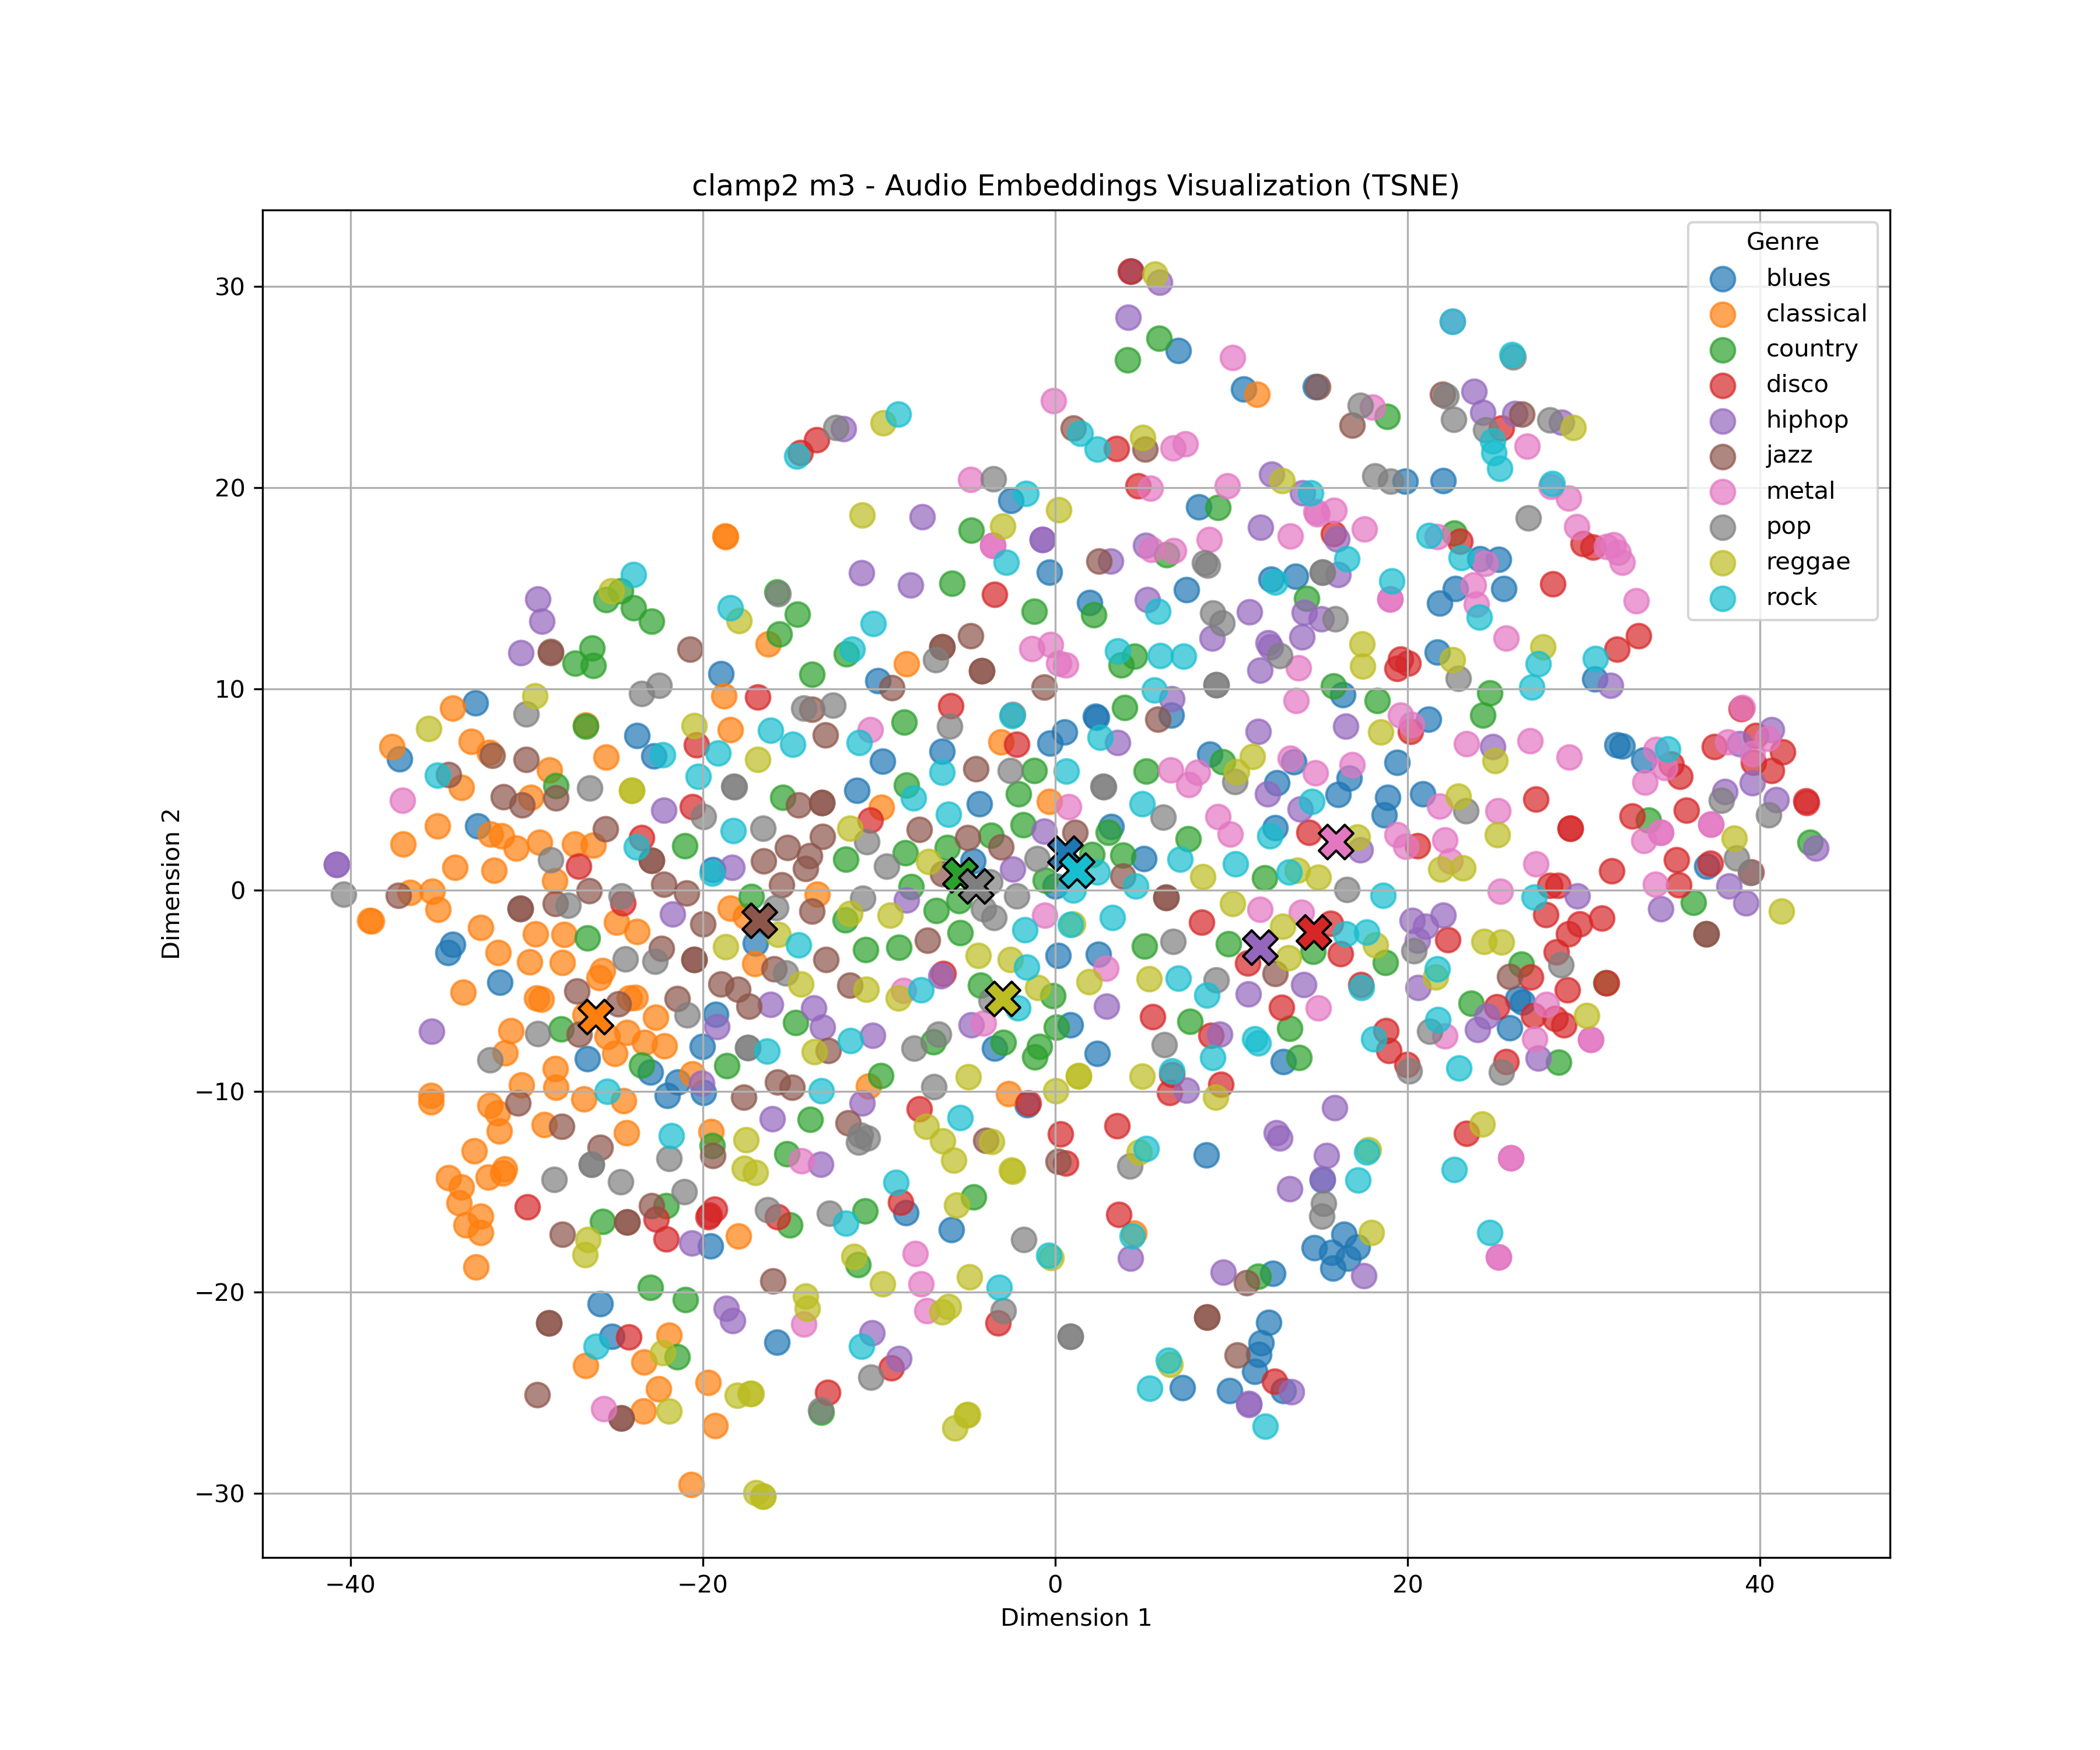 clamp2 m3 - Audio Embeddings Visualization (TSNE)
Genre
blues
classical
country
disco
hiphop
jazz
metal
pop
reggae
rock
30
20
10
0
−10
−20
−30
Dimension 2
−40
−20
0
20
40
Dimension 1